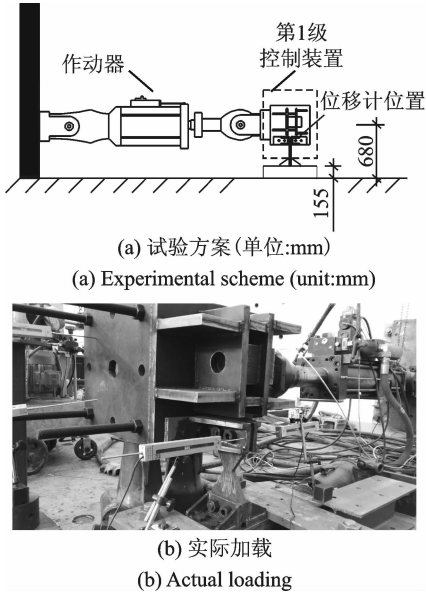 第1级
控制装置
作动器
位移计位置
680
155
(a) 试验方案(单位:mm)
(a) Experimental scheme (unit:mm)
(b) 实际加载
(b) Actual loading